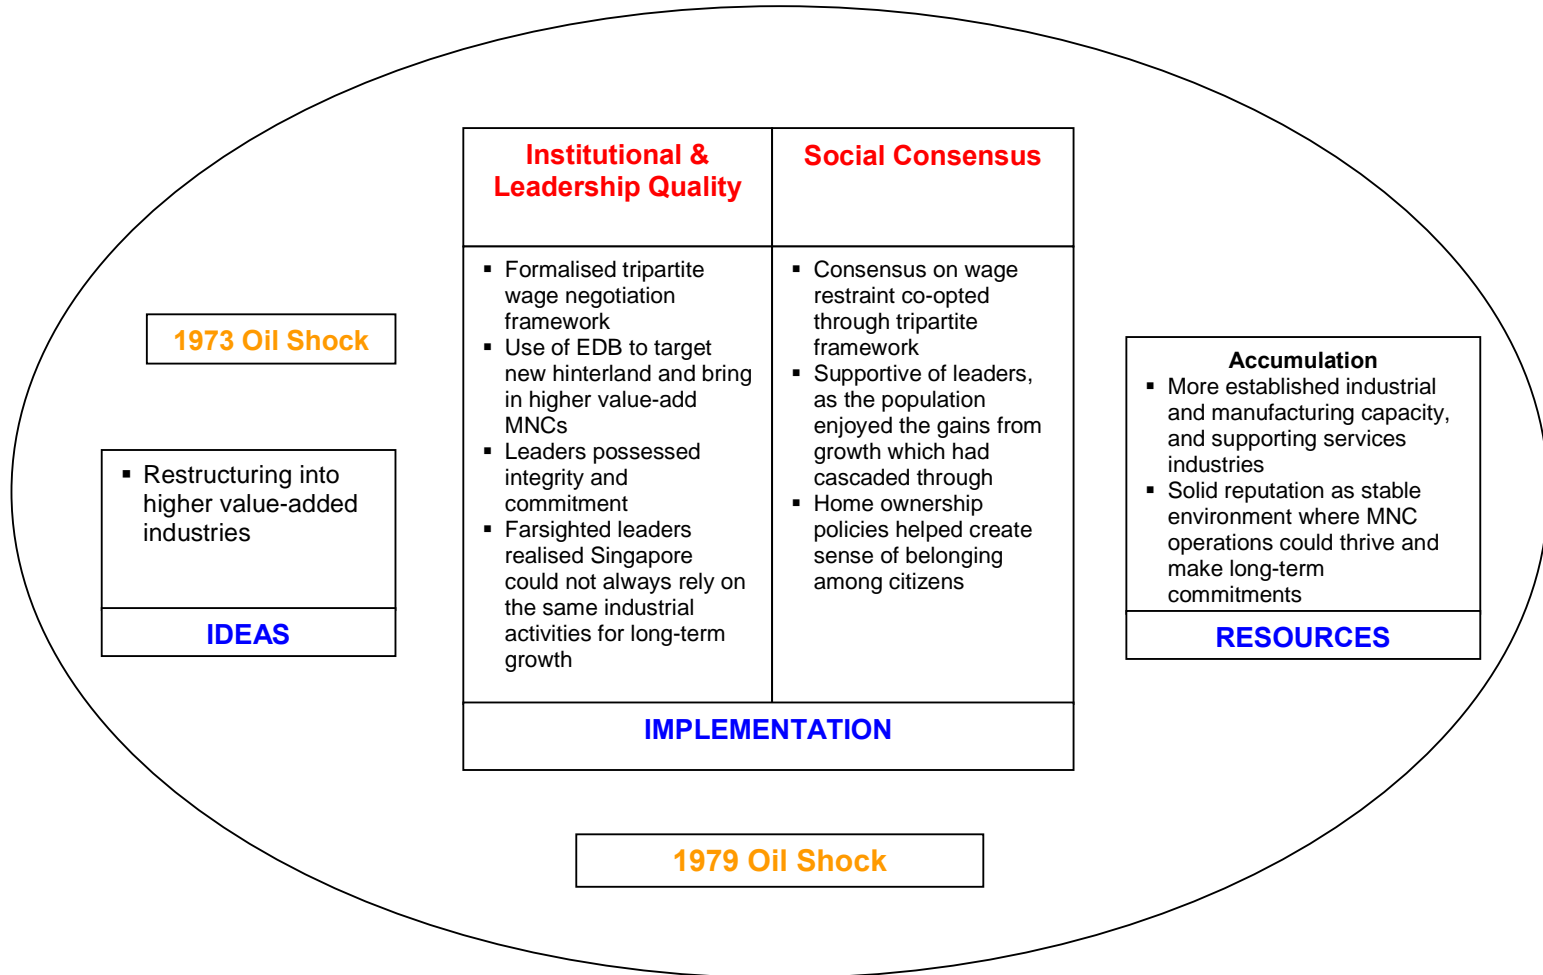 1973 Oil Shock
▪ Restructuring into
higher value-added
industries
IDEAS
Institutional &
Leadership Quality
▪ Formalised tripartite
wage negotiation
framework
▪ Use of EDB to target
new hinterland and bring
in higher value-add
MNCs
▪ Leaders possessed
integrity and
commitment
▪ Farsighted leaders
realised Singapore
could not always rely on
the same industrial
activities for long-term
growth
Social Consensus
▪ Consensus on wage
restraint co-opted
through tripartite
framework
▪ Supportive of leaders,
as the population
enjoyed the gains from
growth which had
cascaded through
▪ Home ownership
policies helped create
sense of belonging
among citizens
IMPLEMENTATION
Accumulation
▪ More established industrial
and manufacturing capacity,
and supporting services
industries
▪ Solid reputation as stable
environment where MNC
operations could thrive and
make long-term
commitments
RESOURCES
1979 Oil Shock